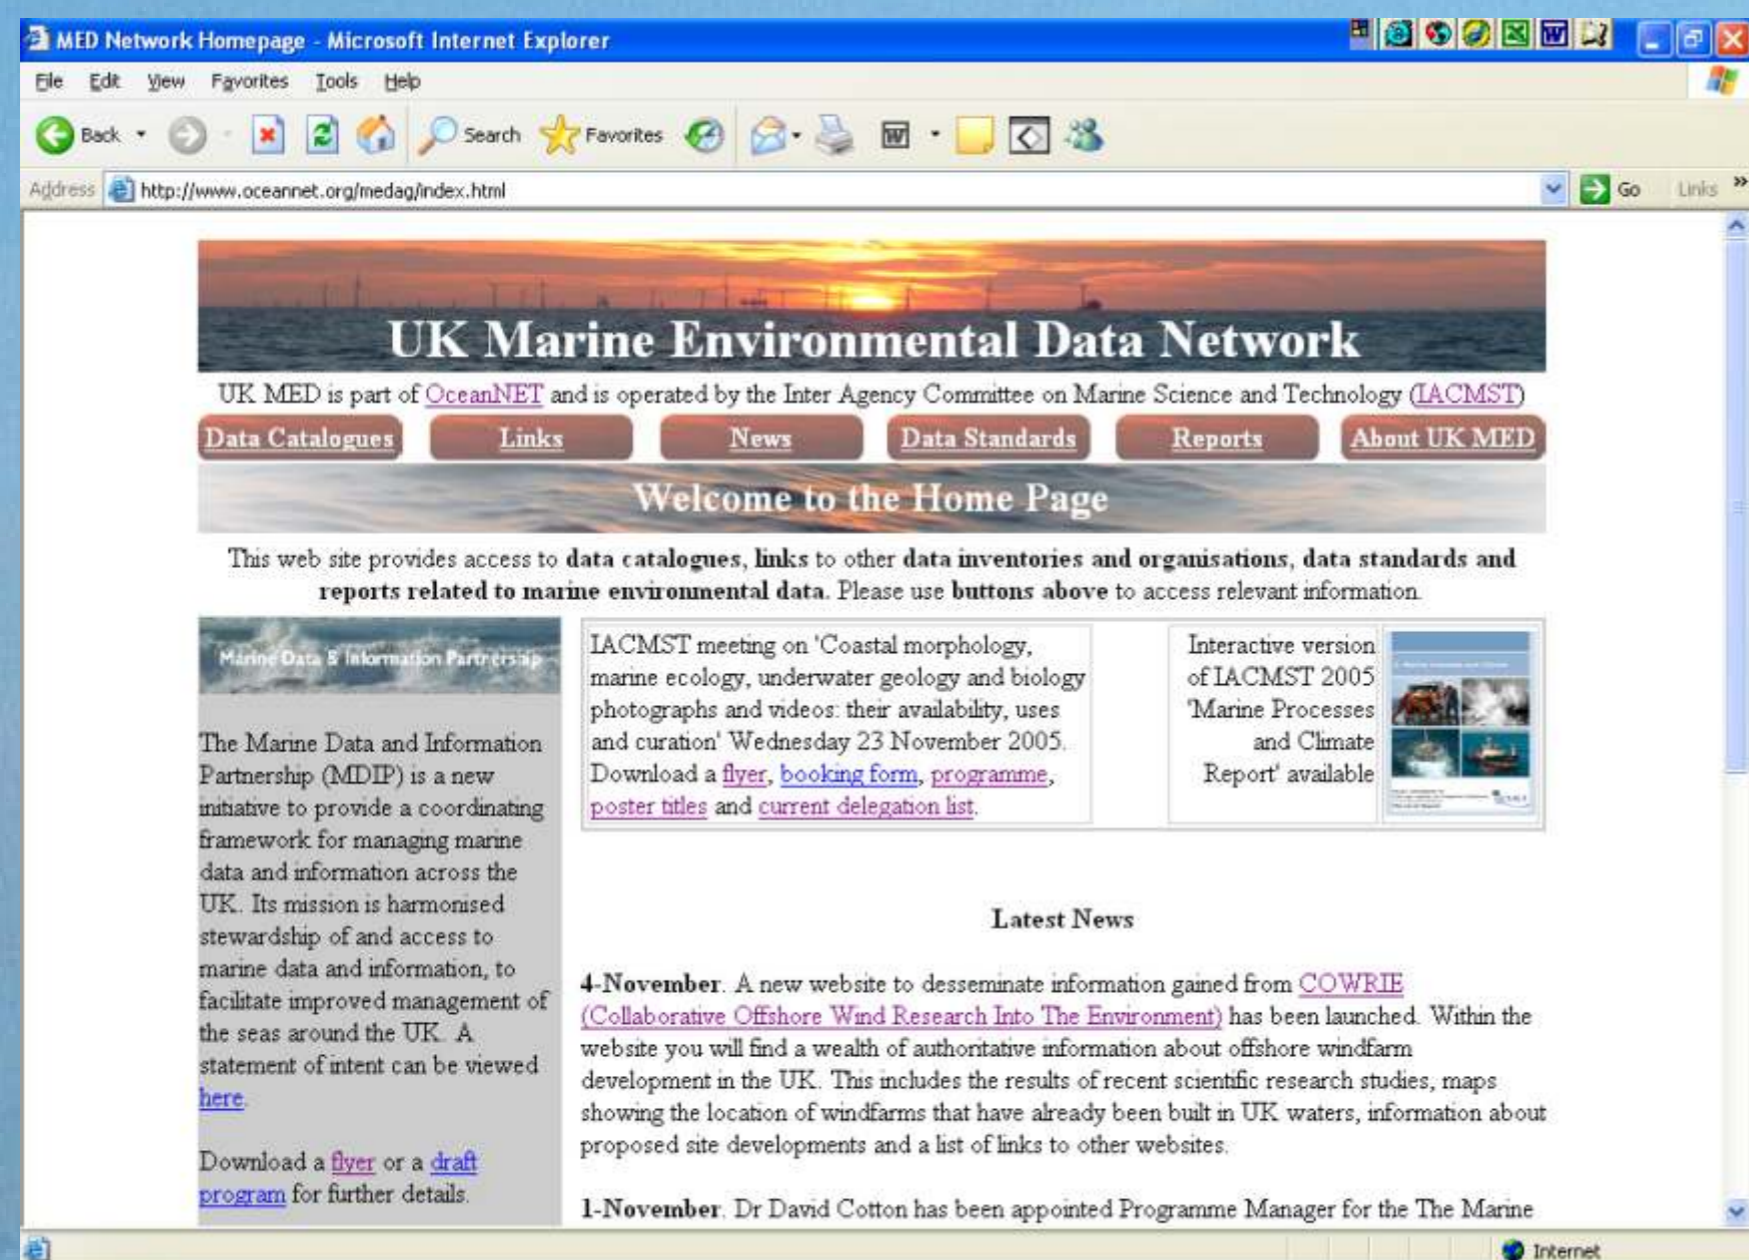 MED Network Homepage - Microsoft Internet Explorer
File Edit View Favorites Tools Help
Back Search Favorites
Address http://www.oceannet.org/medag/index.html Go Links »
UK Marine Environmental Data Network
UK MED is part of OceanNET and is operated by the Inter Agency Committee on Marine Science and Technology (IACMST)
Data Catalogues Links News Data Standards Reports About UK MED
Welcome to the Home Page
This web site provides access to data catalogues, links to other data inventories and organisations, data standards and
reports related to marine environmental data. Please use buttons above to access relevant information.
Marine Data & Information Partnership
The Marine Data and Information
Partnership (MDIP) is a new
initiative to provide a coordinating
framework for managing marine
data and information across the
UK. Its mission is harmonised
stewardship of and access to
marine data and information, to
facilitate improved management of
the seas around the UK. A
statement of intent can be viewed
here.
Download a flyer or a draft
program for further details.
IACMST meeting on 'Coastal morphology,
marine ecology, underwater geology and biology
photographs and videos: their availability, uses
and curation' Wednesday 23 November 2005.
Download a flyer, booking form, programme,
poster titles and current delegation list.
Interactive version
of IACMST 2005
'Marine Processes
and Climate
Report' available
Latest News
4-November. A new website to desseminate information gained from COWRIE
(Collaborative Offshore Wind Research Into The Environment) has been launched. Within the
website you will find a wealth of authoritative information about offshore windfarm
development in the UK. This includes the results of recent scientific research studies, maps
showing the location of windfarms that have already been built in UK waters, information about
proposed site developments and a list of links to other websites.
1-November. Dr David Cotton has been appointed Programme Manager for the The Marine
Internet